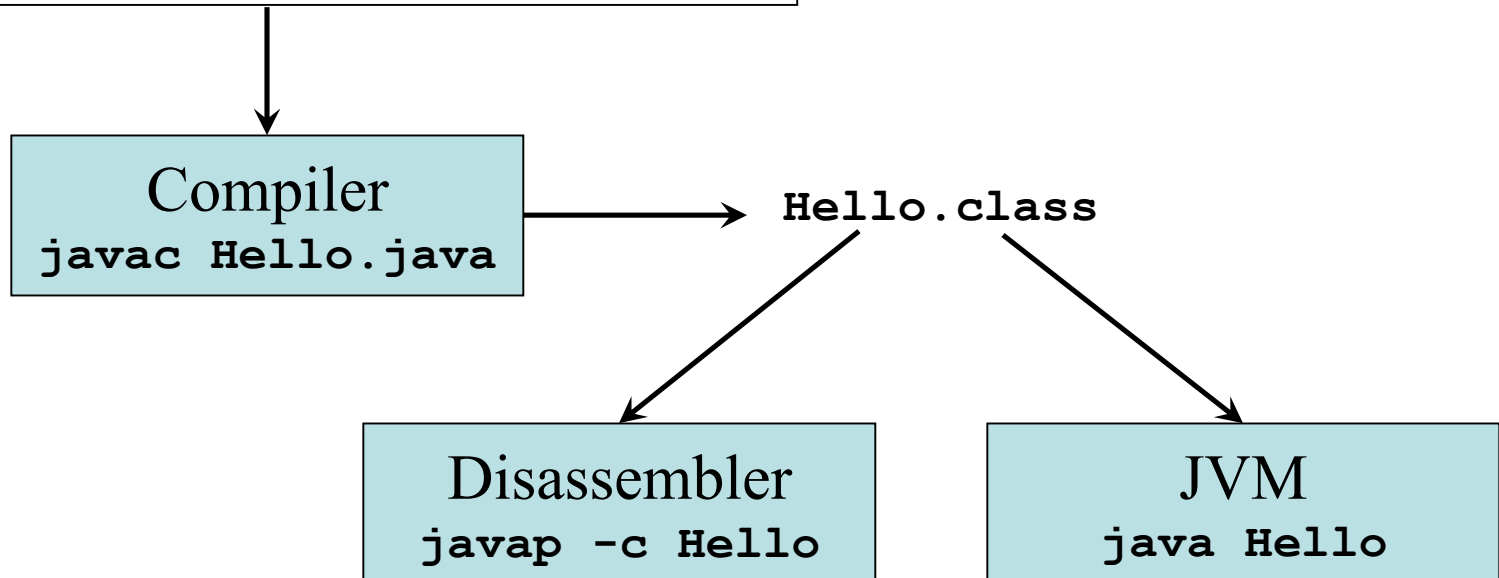 Compiler
javac Hello.java
Hello.class
Disassembler
javap -c Hello
JVM
java Hello